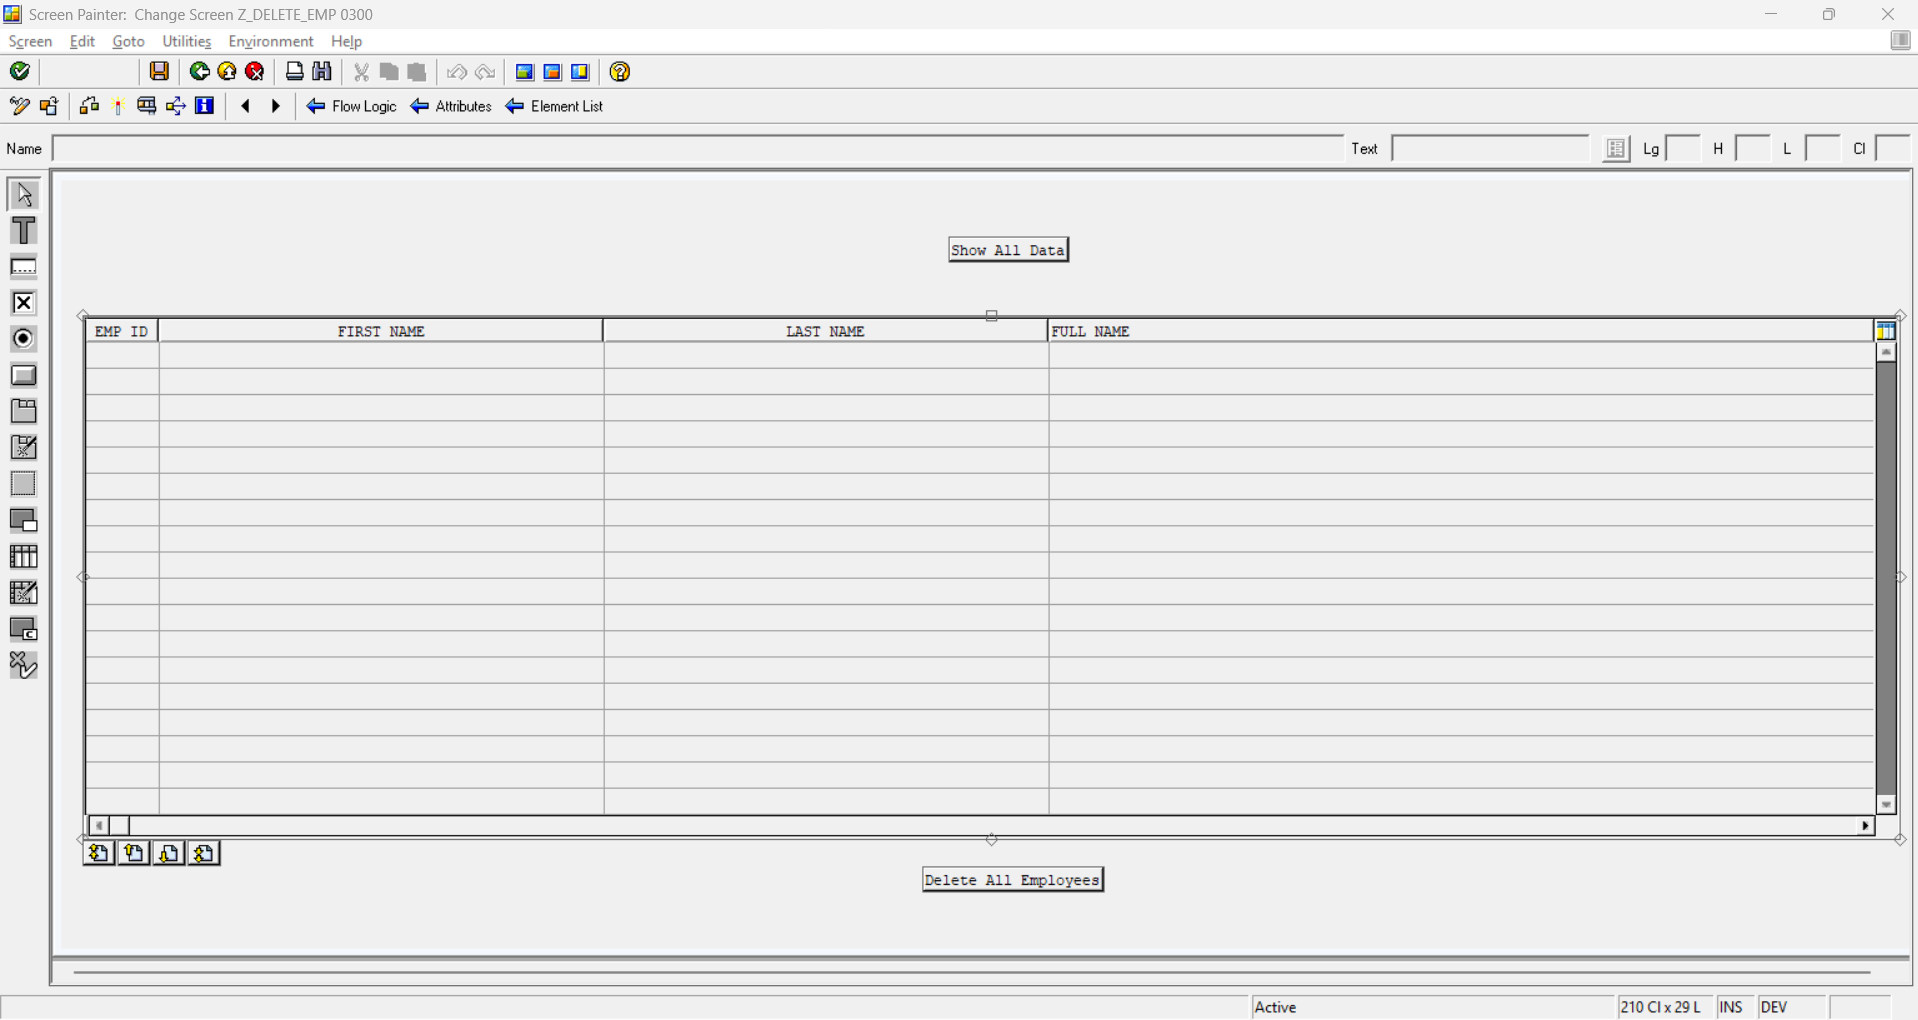 Screen Painter:  Change Screen Z_DELETE_EMP 0300
Screen Edit Goto Utilities Environment Help
Flow Logic Attributes Element List
Name Text Lg H L Cl
Show All Data
EMP ID FIRST NAME LAST NAME FULL NAME
Delete All Employees
Active 210 Cl x 29 L INS DEV